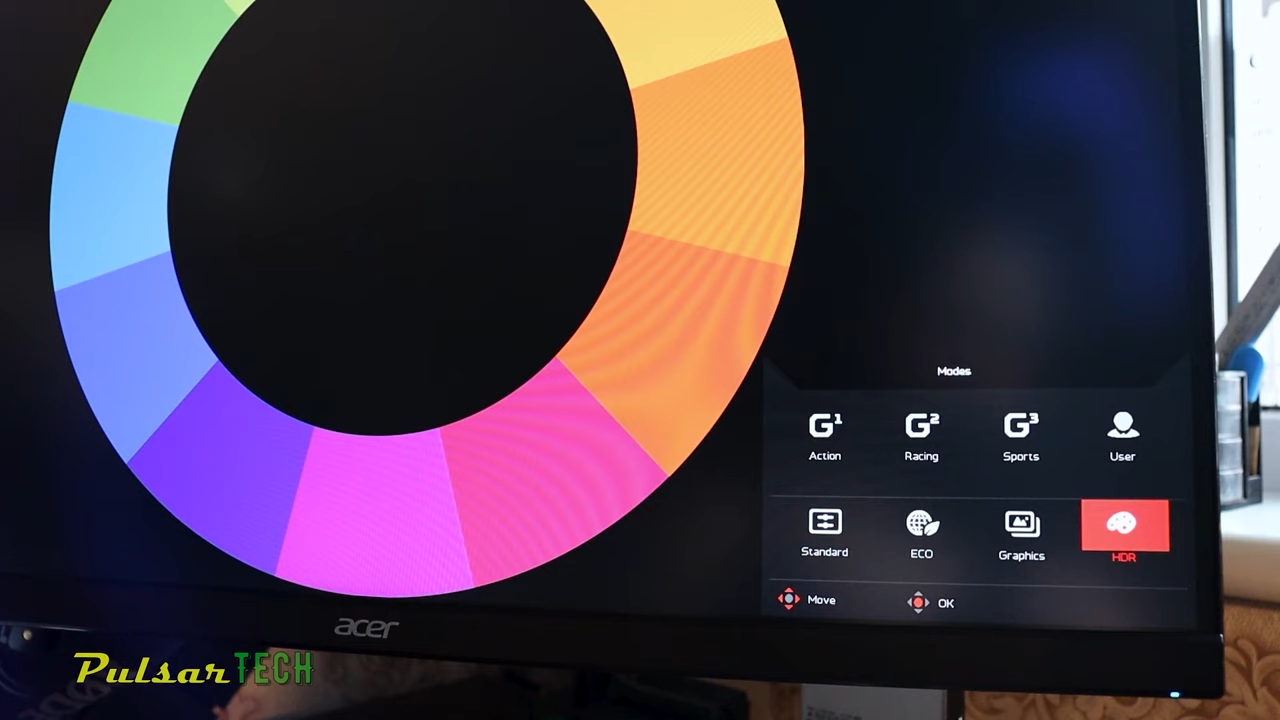 Modes
G1 G2 G3
Action Racing Sports User
Standard ECO Graphics HDR
Move OK
acer
PulsarTECH